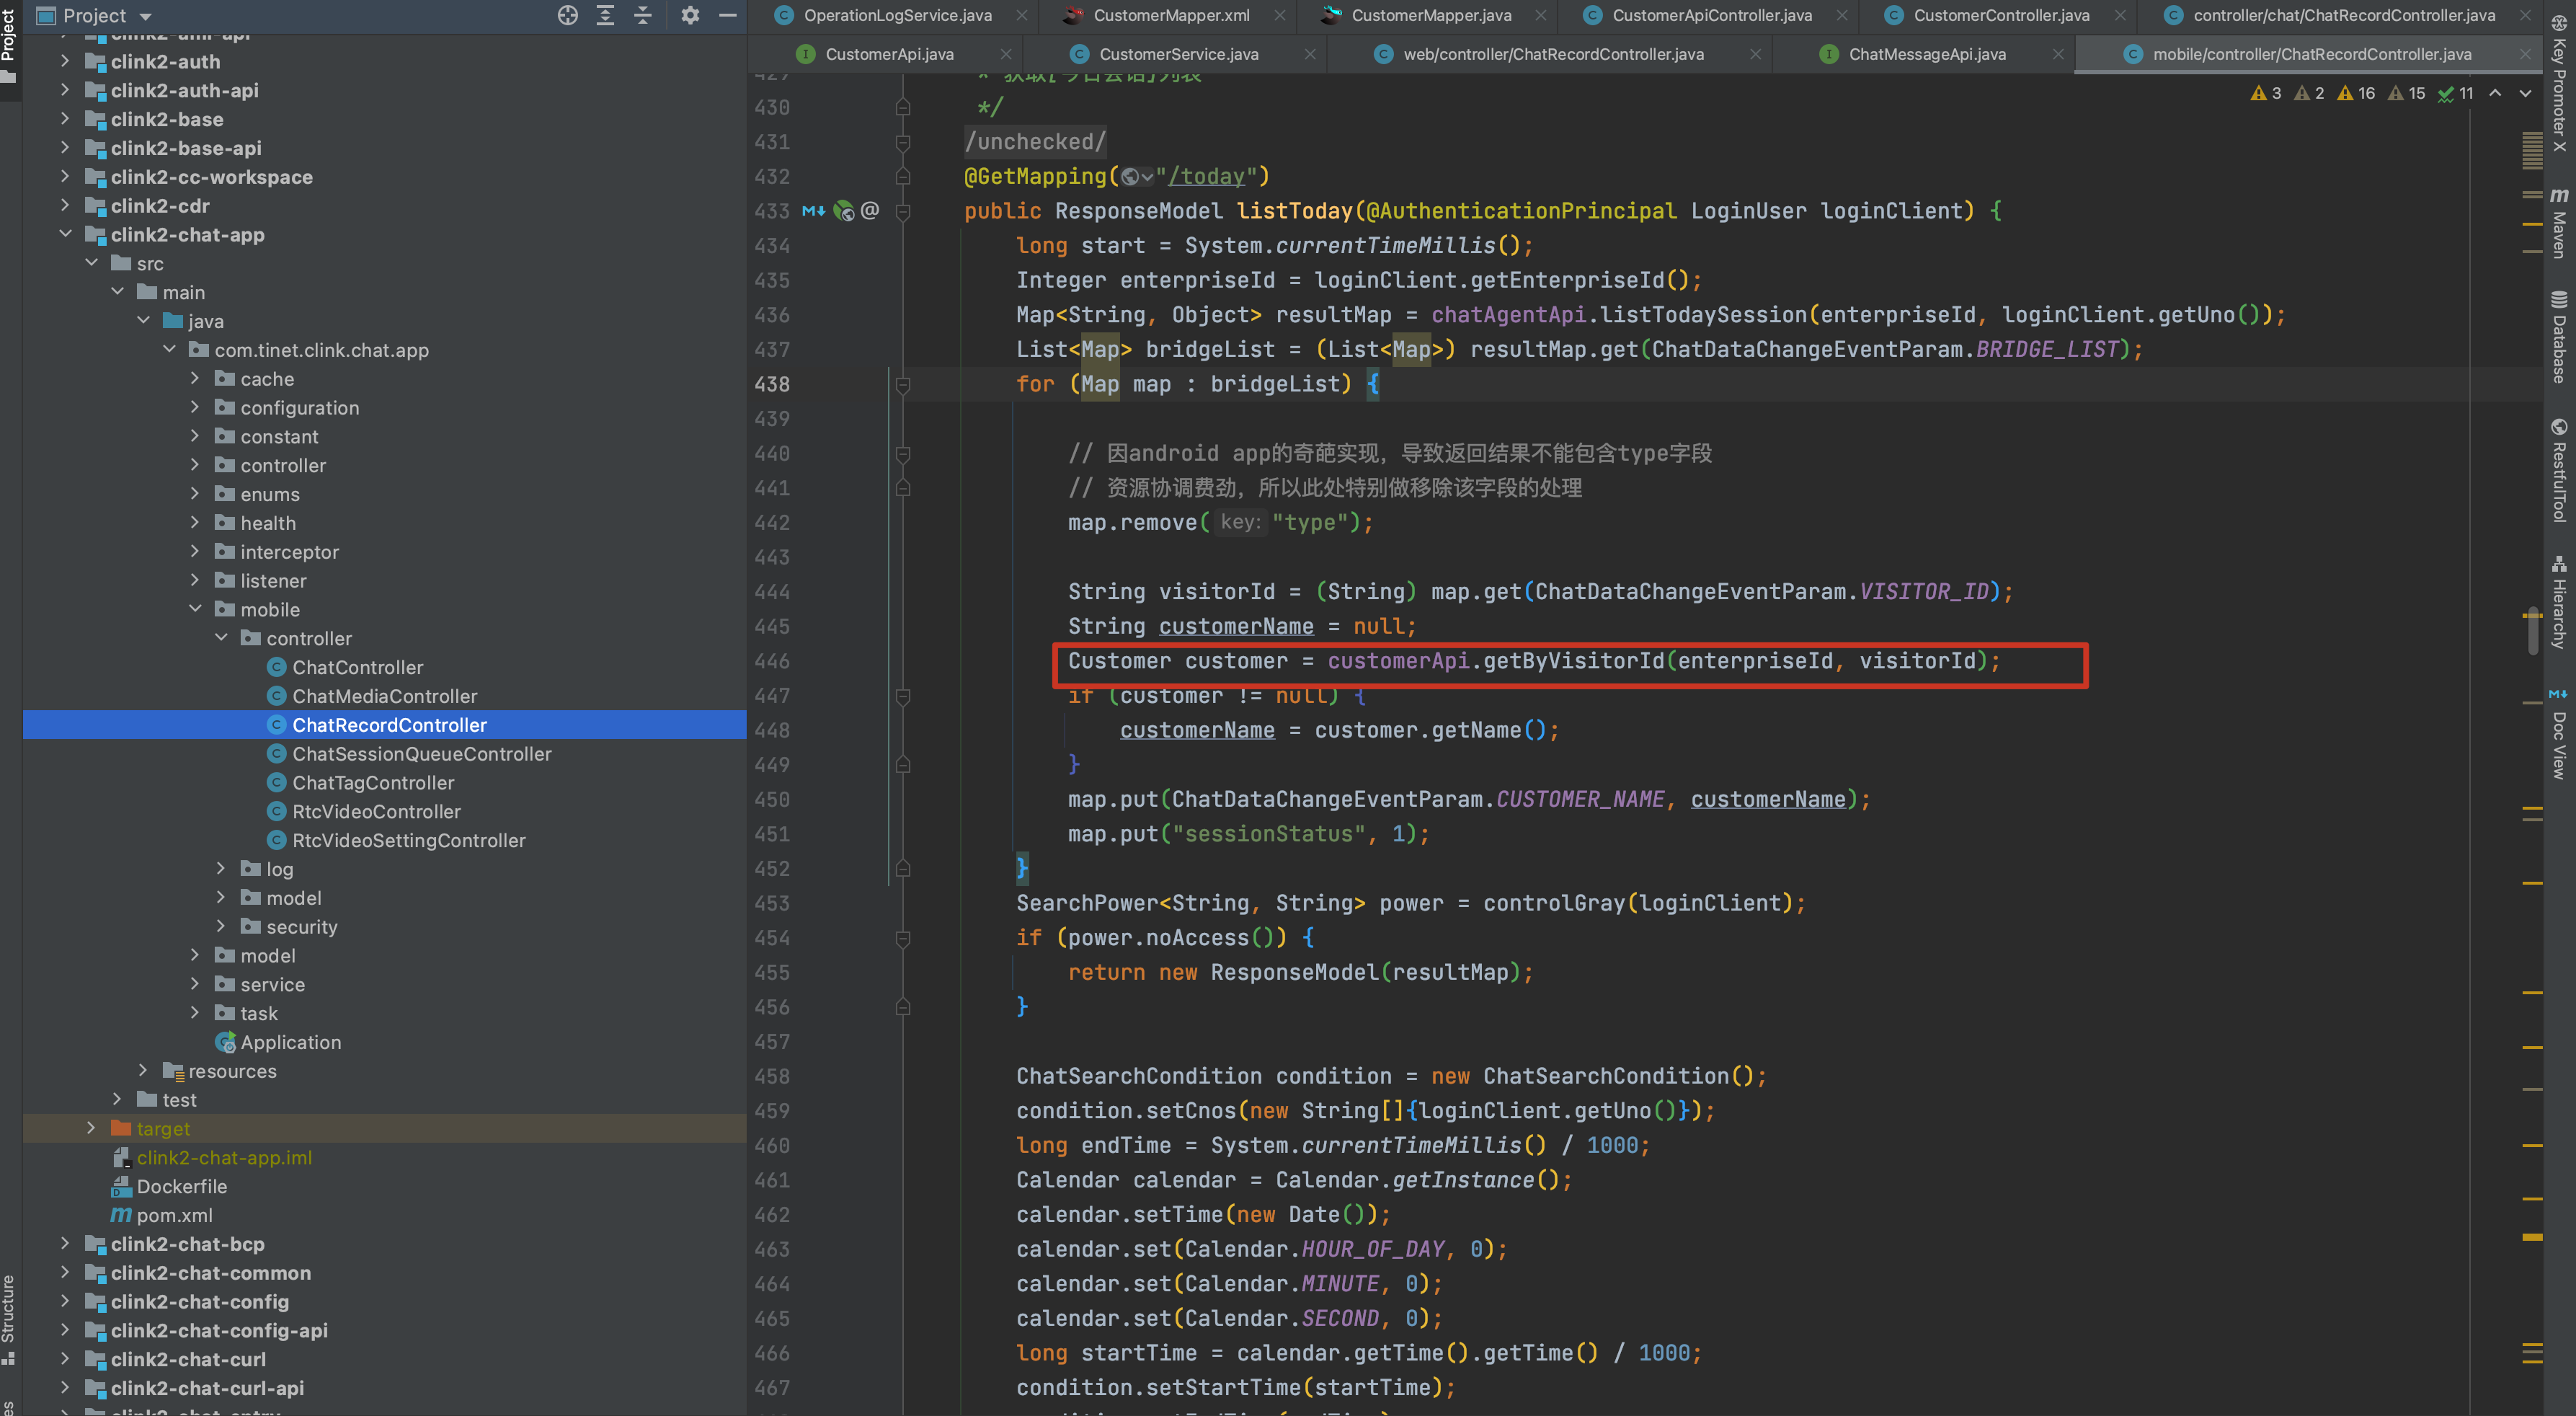 Project
OperationLogService.java
CustomerMapper.xml
CustomerMapper.java
CustomerApiController.java
CustomerController.java
controller/chat/ChatRecordController.java
CustomerApi.java
CustomerService.java
web/controller/ChatRecordController.java
ChatMessageApi.java
mobile/controller/ChatRecordController.java
Project
Structure
clink2-auth
clink2-auth-api
clink2-base
clink2-base-api
clink2-cc-workspace
clink2-cdr
clink2-chat-app
src
main
java
com.tinet.clink.chat.app
cache
configuration
constant
controller
enums
health
interceptor
listener
mobile
controller
ChatController
ChatMediaController
ChatRecordController
ChatSessionQueueController
ChatTagController
RtcVideoController
RtcVideoSettingController
log
model
security
model
service
task
Application
resources
test
target
clink2-chat-app.iml
Dockerfile
pom.xml
clink2-chat-bcp
clink2-chat-common
clink2-chat-config
clink2-chat-config-api
clink2-chat-curl
clink2-chat-curl-api
3 2 16 15 11
430 */
431 /unchecked/
432 @GetMapping("/today")
433 public ResponseModel listToday(@AuthenticationPrincipal LoginUser loginClient) {
434 long start = System.currentTimeMillis();
435 Integer enterpriseId = loginClient.getEnterpriseId();
436 Map<String, Object> resultMap = chatAgentApi.listTodaySession(enterpriseId, loginClient.getUno());
437 List<Map> bridgeList = (List<Map>) resultMap.get(ChatDataChangeEventParam.BRIDGE_LIST);
438 for (Map map : bridgeList) {
439
440 // 因android app的奇葩实现，导致返回结果不能包含type字段
441 // 资源协调费劲，所以此处特别做移除该字段的处理
442 map.remove( key: "type");
443
444 String visitorId = (String) map.get(ChatDataChangeEventParam.VISITOR_ID);
445 String customerName = null;
446 Customer customer = customerApi.getByVisitorId(enterpriseId, visitorId);
447 if (customer != null) {
448 customerName = customer.getName();
449 }
450 map.put(ChatDataChangeEventParam.CUSTOMER_NAME, customerName);
451 map.put("sessionStatus", 1);
452 }
453 SearchPower<String, String> power = controlGray(loginClient);
454 if (power.noAccess()) {
455 return new ResponseModel(resultMap);
456 }
457
458 ChatSearchCondition condition = new ChatSearchCondition();
459 condition.setCnos(new String[]{loginClient.getUno()});
460 long endTime = System.currentTimeMillis() / 1000;
461 Calendar calendar = Calendar.getInstance();
462 calendar.setTime(new Date());
463 calendar.set(Calendar.HOUR_OF_DAY, 0);
464 calendar.set(Calendar.MINUTE, 0);
465 calendar.set(Calendar.SECOND, 0);
466 long startTime = calendar.getTime().getTime() / 1000;
467 condition.setStartTime(startTime);
Key Promoter X
Maven
Database
RestfulTool
Hierarchy
Doc View